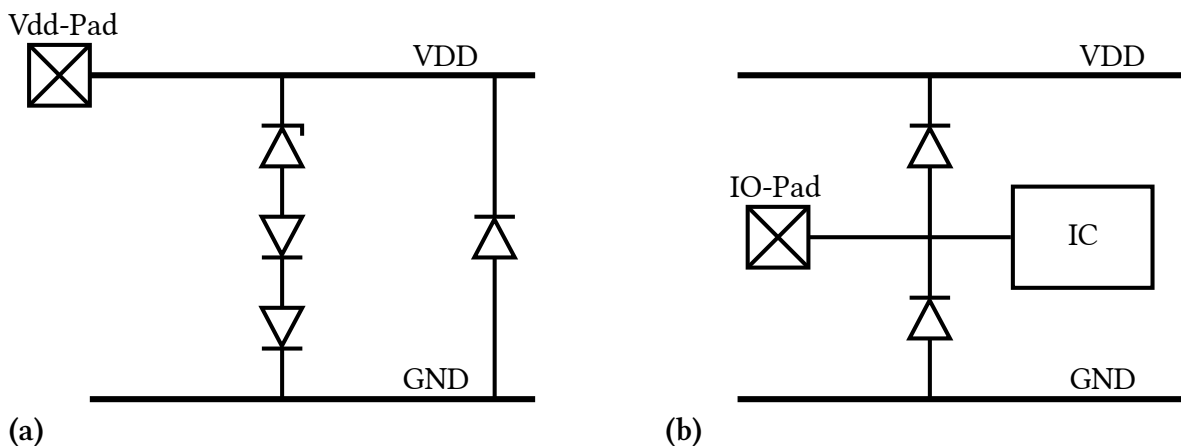 Vdd-Pad
VDD
GND
(a)
VDD
IO-Pad
IC
GND
(b)